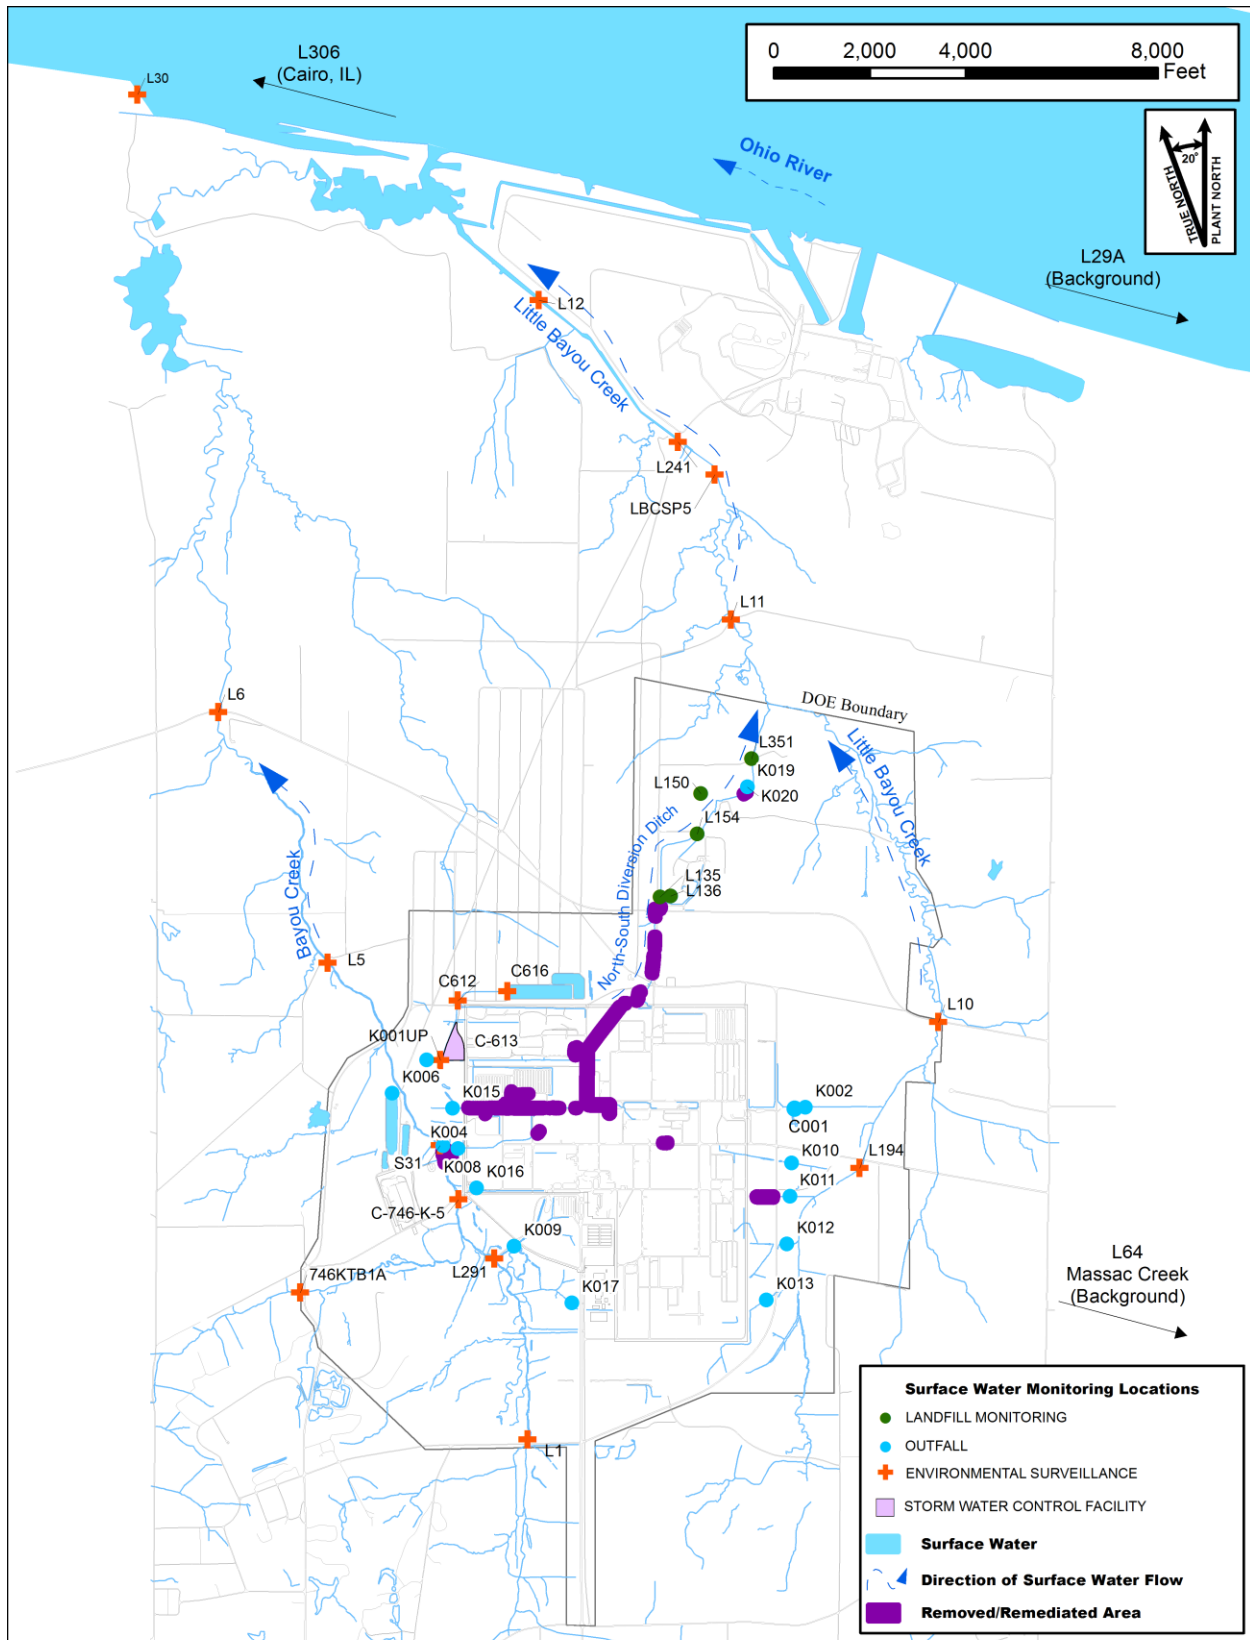 L306
(Cairo, IL)
L30
0 2,000 4,000 8,000
Feet
Ohio River
20°
TRUE NORTH
PLANT NORTH
L29A
(Background)
L12
Little Bayou Creek
L241
LBCSP5
L11
L6
DOE Boundary
Little Bayou Creek
L351
K019
K020
L150
L154
North-South Diversion Ditch
L135
L136
Bayou Creek
L5
C616
C612
L10
K001UP
C-613
K006
K015
K002
C001
K004
K010
L194
S31
K008
K016
K011
C-746-K-5
K009
K012
L291
746KTB1A
K017
K013
L64
Massac Creek
(Background)
L1
Surface Water Monitoring Locations
LANDFILL MONITORING
OUTFALL
ENVIRONMENTAL SURVEILLANCE
STORM WATER CONTROL FACILITY
Surface Water
Direction of Surface Water Flow
Removed/Remediated Area